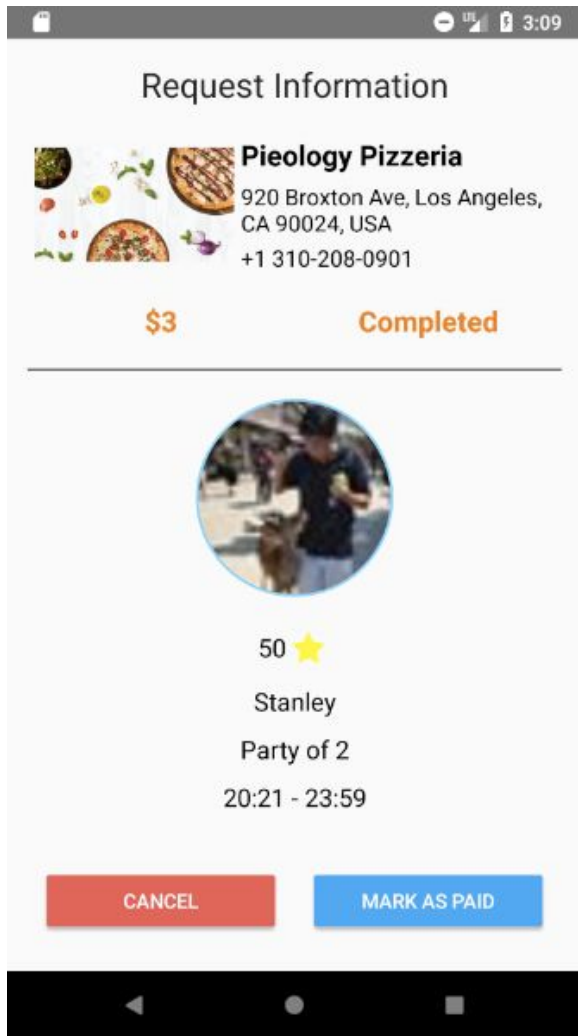 LTE 3:09
Request Information
Pieology Pizzeria
920 Broxton Ave, Los Angeles,
CA 90024, USA
+1 310-208-0901
$3 Completed
50
Stanley
Party of 2
20:21 - 23:59
CANCEL MARK AS PAID